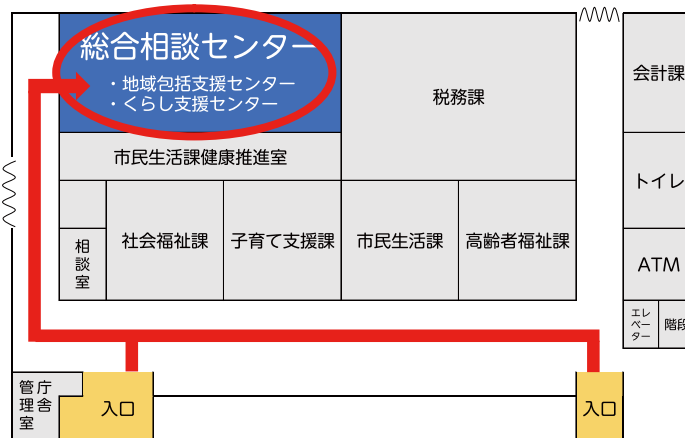 総合相談センター
・地域包括支援センター
・くらし支援センター
税務課
会計課
市民生活課健康推進室
トイレ
社会福祉課
子育て支援課
市民生活課
高齢者福祉課
相談室
ATM
エレベーター
階段
庁舎管理室
入口
入口